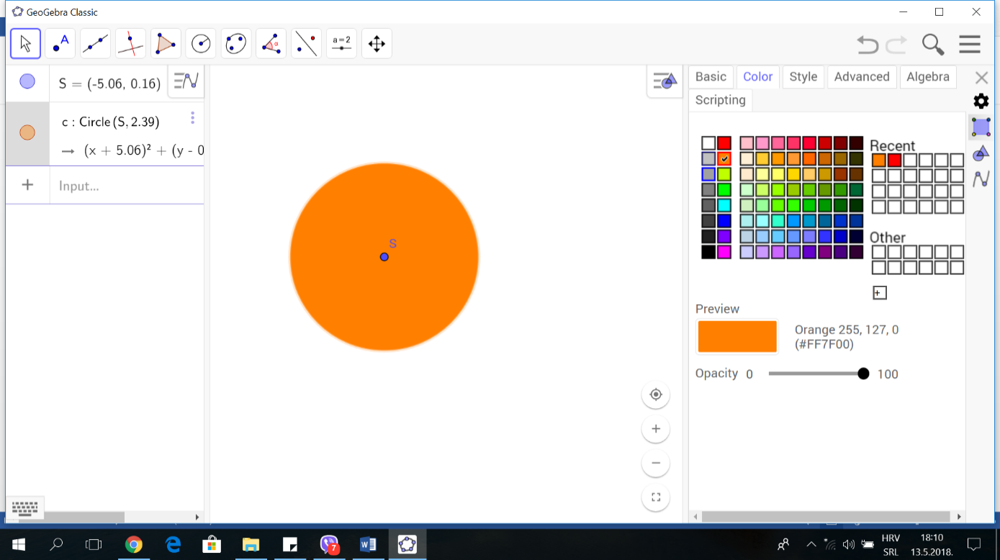 GeoGebra Classic
A
α
a = 2
S = (-5.06, 0.16)
c : Circle (S, 2.39)
→ (x + 5.06)² + (y - 0
+ Input...
S
Basic Color Style Advanced Algebra
Scripting
Recent
Other
+
Preview
Orange 255, 127, 0
(#FF7F00)
Opacity 0 100
7
HRV
SRL
18:10
13.5.2018.